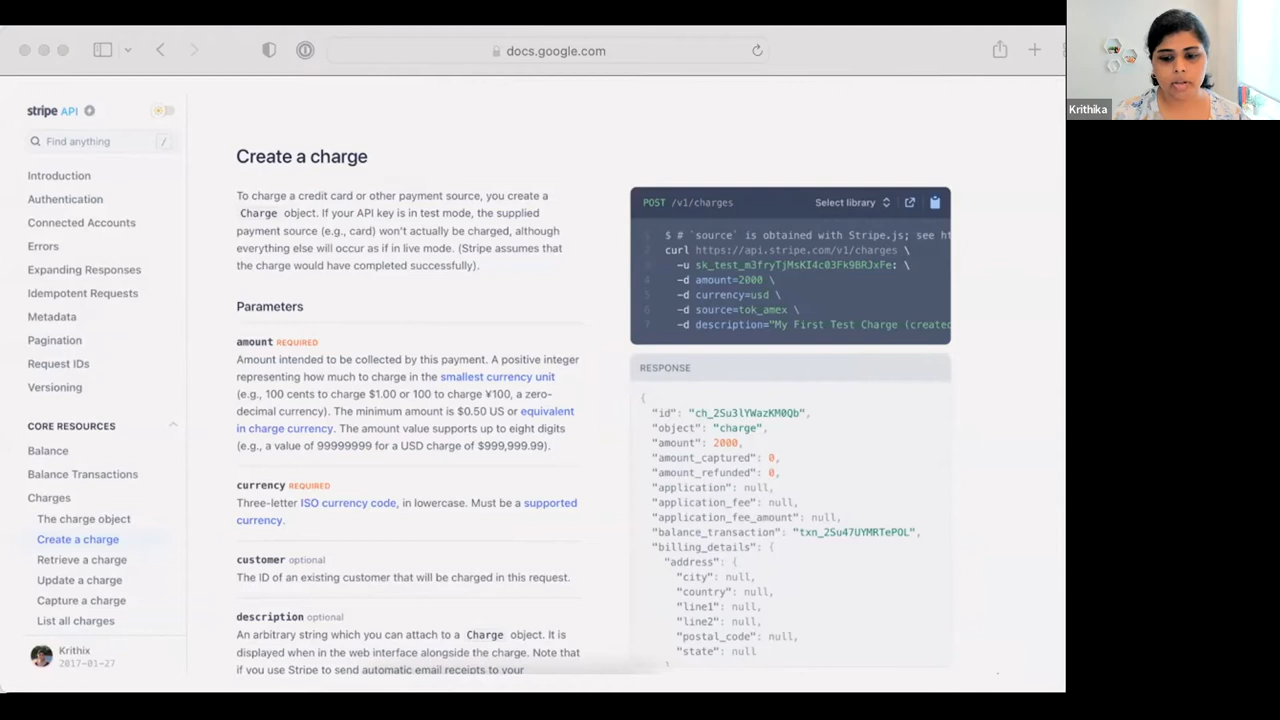 docs.google.com
Krithika
stripe API
Find anything /
Introduction
Authentication
Connected Accounts
Errors
Expanding Responses
Idempotent Requests
Metadata
Pagination
Request IDs
Versioning
CORE RESOURCES
Balance
Balance Transactions
Charges
The charge object
Create a charge
Retrieve a charge
Update a charge
Capture a charge
List all charges
Krithix
2017-01-27
Create a charge
To charge a credit card or other payment source, you create a
Charge object. If your API key is in test mode, the supplied
payment source (e.g., card) won't actually be charged, although
everything else will occur as if in live mode. (Stripe assumes that
the charge would have completed successfully).
Parameters
amount REQUIRED
Amount intended to be collected by this payment. A positive integer
representing how much to charge in the smallest currency unit
(e.g., 100 cents to charge $1.00 or 100 to charge ¥100, a zero-
decimal currency). The minimum amount is $0.50 US or equivalent
in charge currency. The amount value supports up to eight digits
(e.g., a value of 99999999 for a USD charge of $999,999.99).
currency REQUIRED
Three-letter ISO currency code, in lowercase. Must be a supported
currency.
customer optional
The ID of an existing customer that will be charged in this request.
description optional
An arbitrary string which you can attach to a Charge object. It is
displayed when in the web interface alongside the charge. Note that
if you use Stripe to send automatic email receipts to your
POST /v1/charges Select library
1 $ # `source` is obtained with Stripe.js; see ht
2 curl https://api.stripe.com/v1/charges \
3 -u sk_test_m3fryTjMsKI4c03Fk9BRJxFe: \
4 -d amount=2000 \
5 -d currency=usd \
6 -d source=tok_amex \
7 -d description="My First Test Charge (created
RESPONSE
{
"id": "ch_2Su3lYWazKM0Qb",
"object": "charge",
"amount": 2000,
"amount_captured": 0,
"amount_refunded": 0,
"application": null,
"application_fee": null,
"application_fee_amount": null,
"balance_transaction": "txn_2Su47UYMRTePOL",
"billing_details": {
"address": {
"city": null,
"country": null,
"line1": null,
"line2": null,
"postal_code": null,
"state": null
}